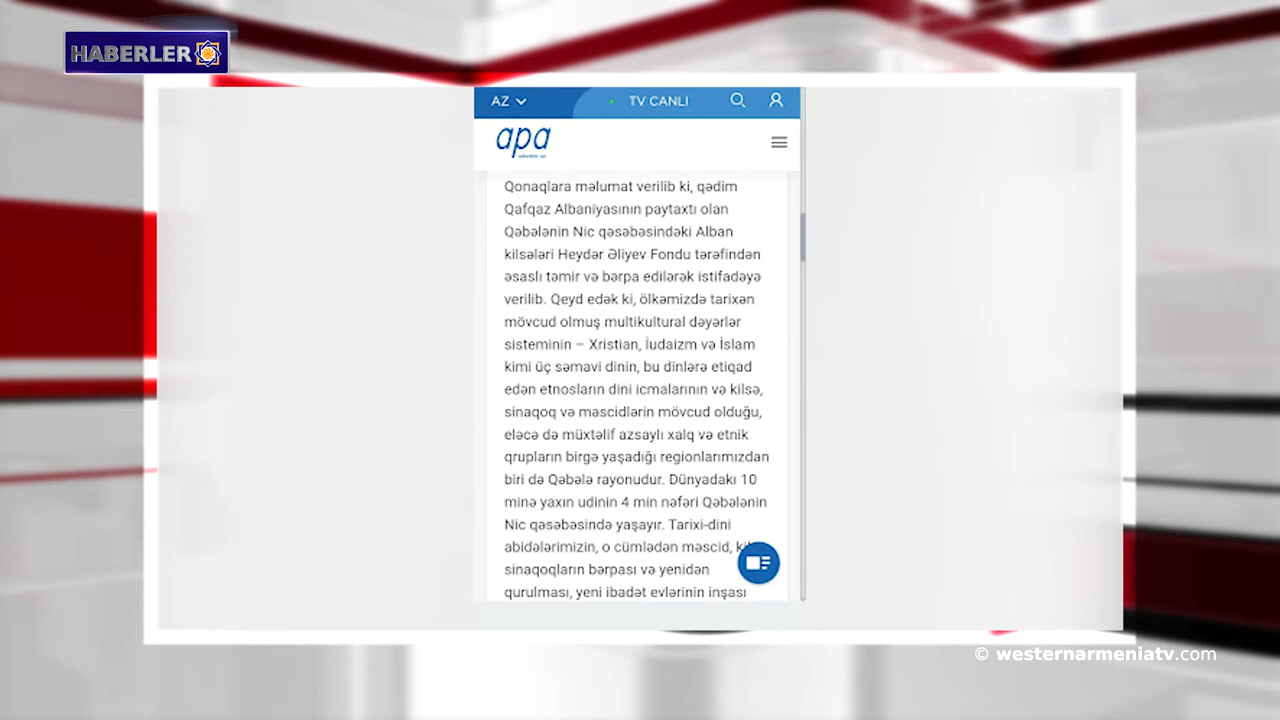 HABERLER
AZ
TV CANLI
apa
Qonaqlara məlumat verilib ki, qədim
Qafqaz Albaniyasının paytaxtı olan
Qəbələnin Nic qəsəbəsindəki Alban
kilsələri Heydər Əliyev Fondu tərəfindən
əsaslı təmir və bərpa edilərək istifadəyə
verilib. Qeyd edək ki, ölkəmizdə tarixən
mövcud olmuş multikultural dəyərlər
sisteminin – Xristian, İudaizm və İslam
kimi üç səmavi dinin, bu dinlərə etiqad
edən etnosların dini icmalarının və kilsə,
sinaqoq və məscidlərin mövcud olduğu,
eləcə də müxtəlif azsaylı xalq və etnik
qrupların birgə yaşadığı regionlarımızdan
biri də Qəbələ rayonudur. Dünyadakı 10
minə yaxın udinin 4 min nəfəri Qəbələnin
Nic qəsəbəsində yaşayır. Tarixi-dini
abidələrimizin, o cümlədən məscid,
sinaqoqların bərpası və yenidən
qurulması, yeni ibadət evlərinin inşası
© westernarmeniatv.com